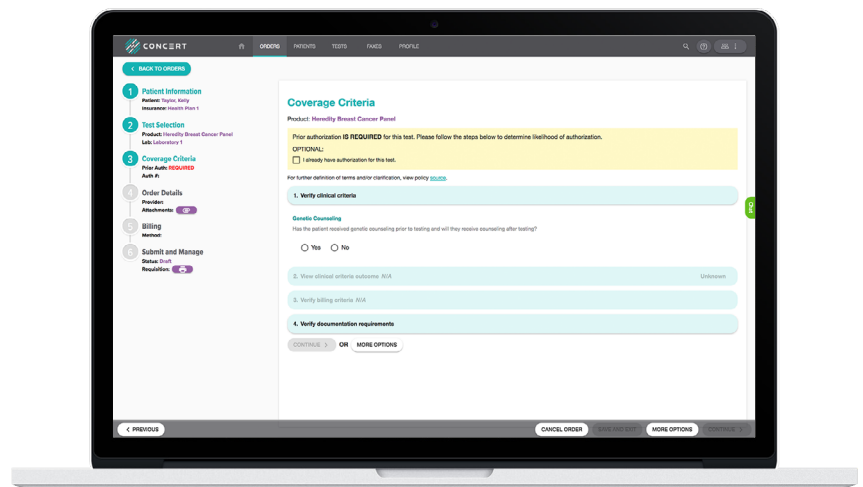 CONCERT
ORDERS PATIENTS TESTS FAXES PROFILE
BACK TO ORDERS
1 Patient Information
Patient: Taylor, Kelly
Insurance: Health Plan 1
2 Test Selection
Product: Heredity Breast Cancer Panel
Lab: Laboratory 1
3 Coverage Criteria
Prior Auth: REQUIRED
Auth #:
4 Order Details
Provider:
Attachments:
5 Billing
Method:
6 Submit and Manage
Status: Draft
Requisition:
Coverage Criteria
Product: Heredity Breast Cancer Panel
Prior authorization IS REQUIRED for this test. Please follow the steps below to determine likelihood of authorization.
OPTIONAL:
I already have authorization for this test.
For further definition of terms and/or clarification, view policy source.
1. Verify clinical criteria
Genetic Counseling
Has the patient received genetic counseling prior to testing and will they receive counseling after testing?
Yes No
2. View clinical criteria outcome N/A Unknown
3. Verify billing criteria N/A
4. Verify documentation requirements
CONTINUE OR MORE OPTIONS
Chat
PREVIOUS CANCEL ORDER SAVE AND EXIT MORE OPTIONS CONTINUE